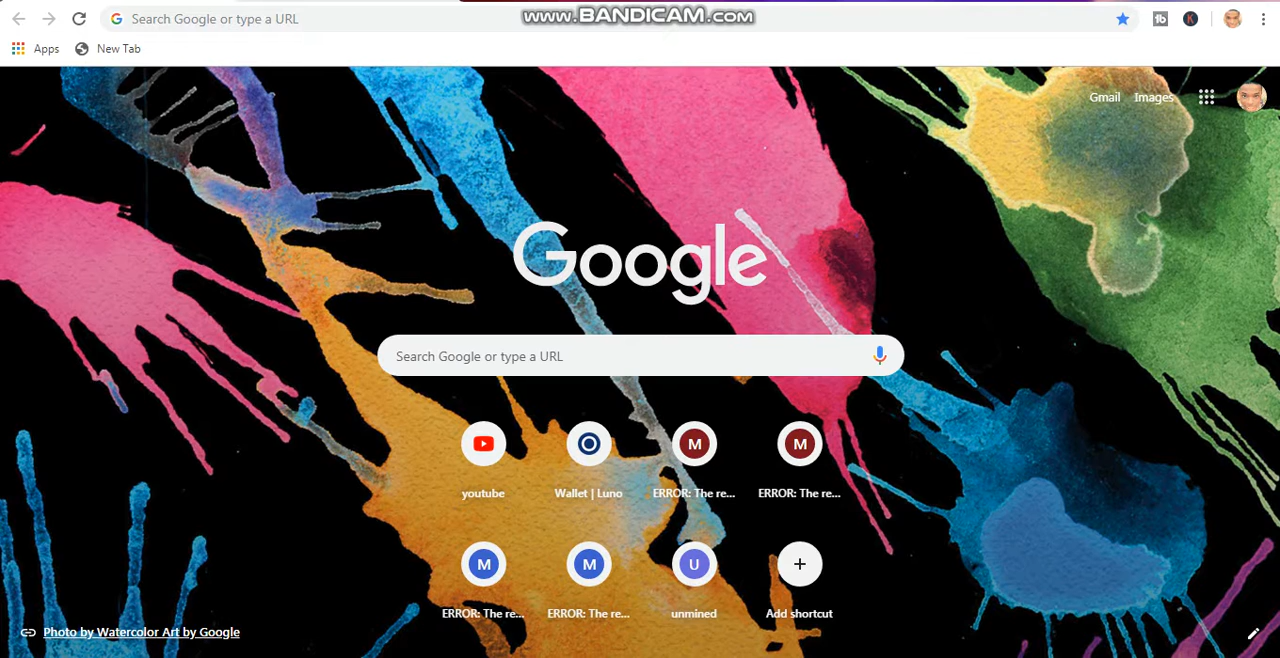 Search Google or type a URL
www.BANDICAM.com
Apps
New Tab
Gmail
Images
Google
Search Google or type a URL
youtube
Wallet | Luno
ERROR: The re...
ERROR: The re...
M
M
M
M
U
ERROR: The re...
ERROR: The re...
unmined
Add shortcut
Photo by Watercolor Art by Google